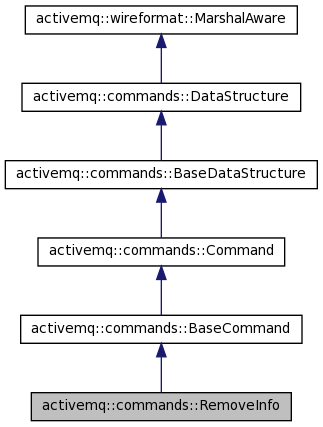 activemq::wireformat::MarshalAware
activemq::commands::DataStructure
activemq::commands::BaseDataStructure
activemq::commands::Command
activemq::commands::BaseCommand
activemq::commands::RemoveInfo